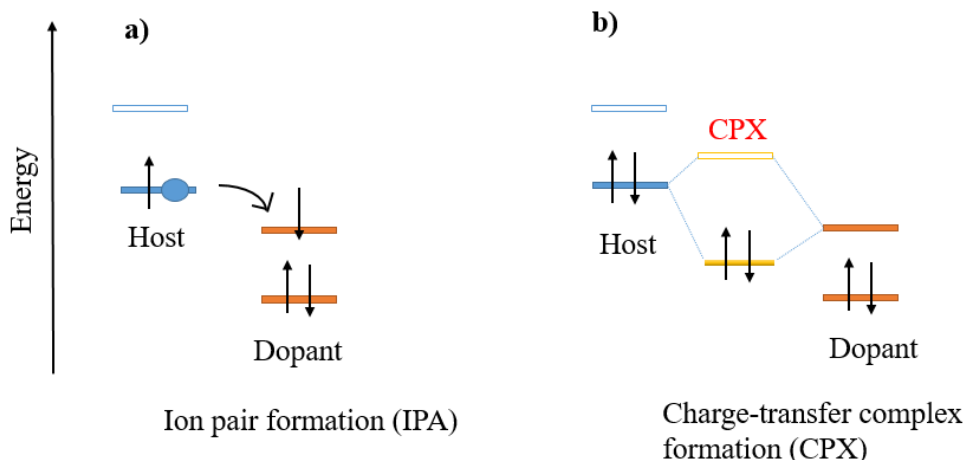 Energy
a)
Host
Dopant
Ion pair formation (IPA)
b)
CPX
Host
Dopant
Charge-transfer complex
formation (CPX)